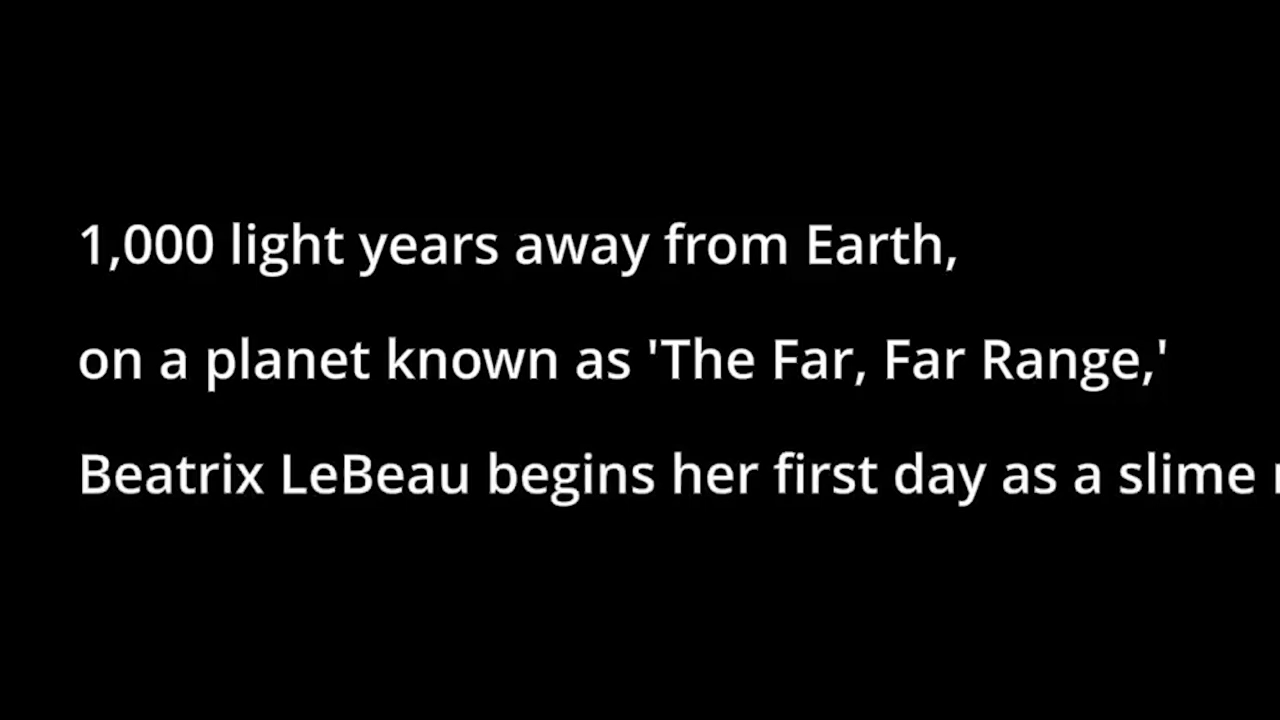 1,000 light years away from Earth,
on a planet known as 'The Far, Far Range,'
Beatrix LeBeau begins her first day as a slime